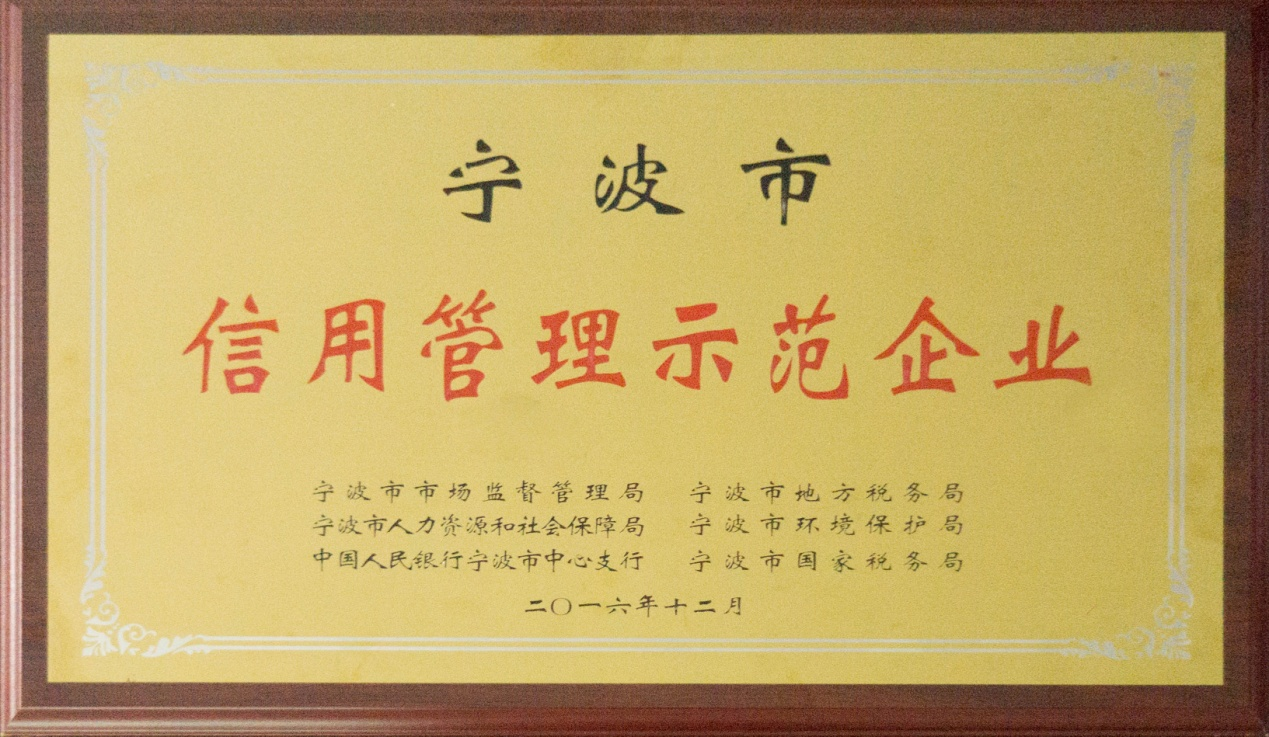 宁波市
信用管理示范企业
宁波市市场监督管理局 宁波市地方税务局
宁波市人力资源和社会保障局 宁波市环境保护局
中国人民银行宁波市中心支行 宁波市国家税务局
二〇一六年十二月